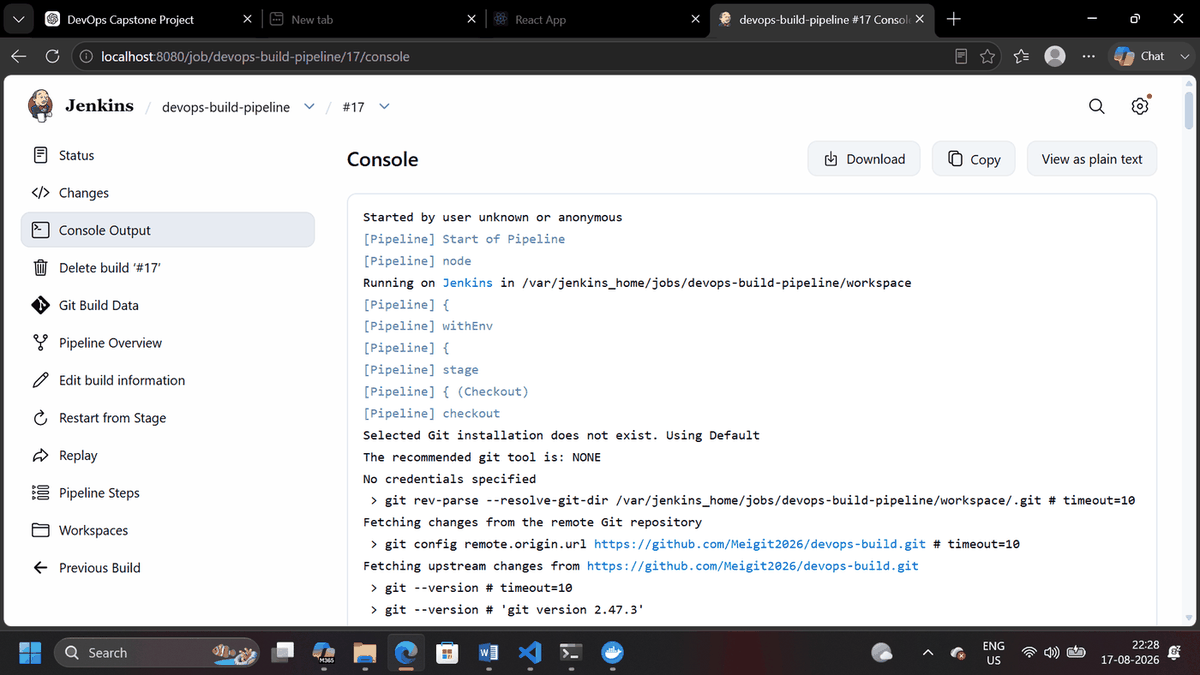 DevOps Capstone Project
New tab
React App
devops-build-pipeline #17 Consol
localhost:8080/job/devops-build-pipeline/17/console
Chat
Jenkins / devops-build-pipeline / #17
Status
Changes
Console Output
Delete build ‘#17’
Git Build Data
Pipeline Overview
Edit build information
Restart from Stage
Replay
Pipeline Steps
Workspaces
Previous Build
Console
Download
Copy
View as plain text
Started by user unknown or anonymous
[Pipeline] Start of Pipeline
[Pipeline] node
Running on Jenkins in /var/jenkins_home/jobs/devops-build-pipeline/workspace
[Pipeline] {
[Pipeline] withEnv
[Pipeline] {
[Pipeline] stage
[Pipeline] { (Checkout)
[Pipeline] checkout
Selected Git installation does not exist. Using Default
The recommended git tool is: NONE
No credentials specified
> git rev-parse --resolve-git-dir /var/jenkins_home/jobs/devops-build-pipeline/workspace/.git # timeout=10
Fetching changes from the remote Git repository
> git config remote.origin.url https://github.com/Meigit2026/devops-build.git # timeout=10
Fetching upstream changes from https://github.com/Meigit2026/devops-build.git
> git --version # timeout=10
> git --version # 'git version 2.47.3'
Search
M365
ENG
US
22:28
17-08-2026